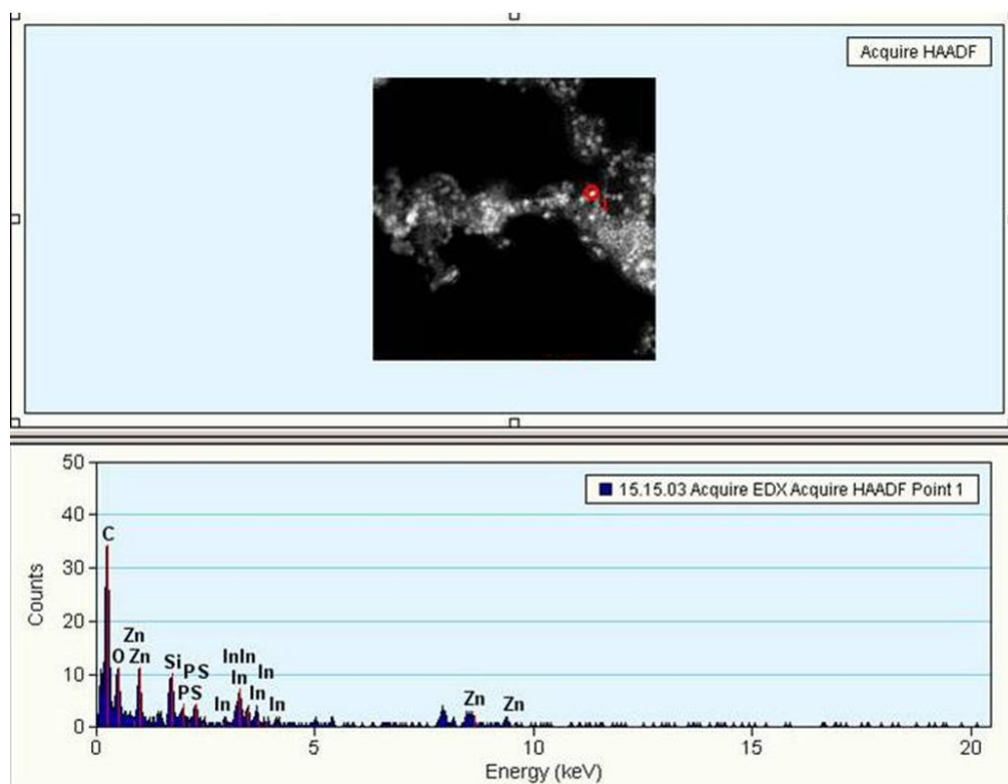 Acquire HAADF
1
50
15.15.03 Acquire EDX Acquire HAADF Point 1
40
C
30
20
Zn
O Zn Si P S In In In
P S In In In In
10
Zn Zn
0
Counts
0 5 10 15 20
Energy (keV)